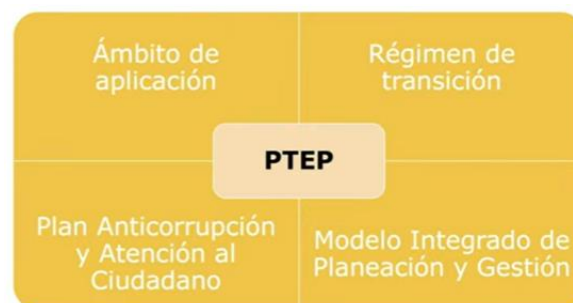 Ámbito de
aplicación
Régimen de
transición
PTEP
Plan Anticorrupción
y Atención al
Ciudadano
Modelo Integrado de
Planeación y Gestión